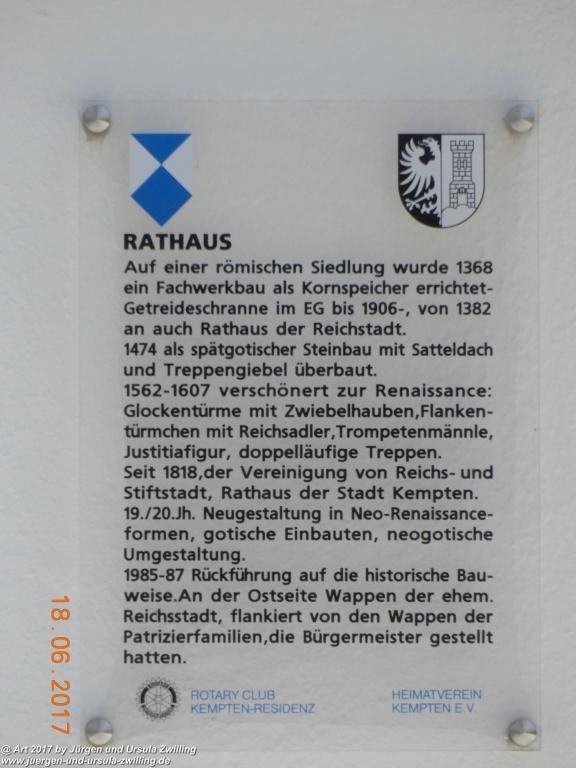 RATHAUS
Auf einer römischen Siedlung wurde 1368
ein Fachwerkbau als Kornspeicher errichtet-
Getreideschranne im EG bis 1906-, von 1382
an auch Rathaus der Reichstadt.
1474 als spätgotischer Steinbau mit Satteldach
und Treppengiebel überbaut.
1562-1607 verschönert zur Renaissance:
Glockentürme mit Zwiebelhauben,Flanken-
türmchen mit Reichsadler,Trompetenmännle,
Justitiafigur, doppelläufige Treppen.
Seit 1818,der Vereinigung von Reichs- und
Stiftstadt, Rathaus der Stadt Kempten.
19./20.Jh. Neugestaltung in Neo-Renaissance-
formen, gotische Einbauten, neogotische
Umgestaltung.
1985-87 Rückführung auf die historische Bau-
weise.An der Ostseite Wappen der ehem.
Reichsstadt, flankiert von den Wappen der
Patrizierfamilien,die Bürgermeister gestellt
hatten.
ROTARY CLUB
KEMPTEN-RESIDENZ
HEIMATVEREIN
KEMPTEN E.V.
18.06.2017
@ Art 2017 by Jürgen und Ursula Zwilling
www.juergen-und-ursula-zwilling.de